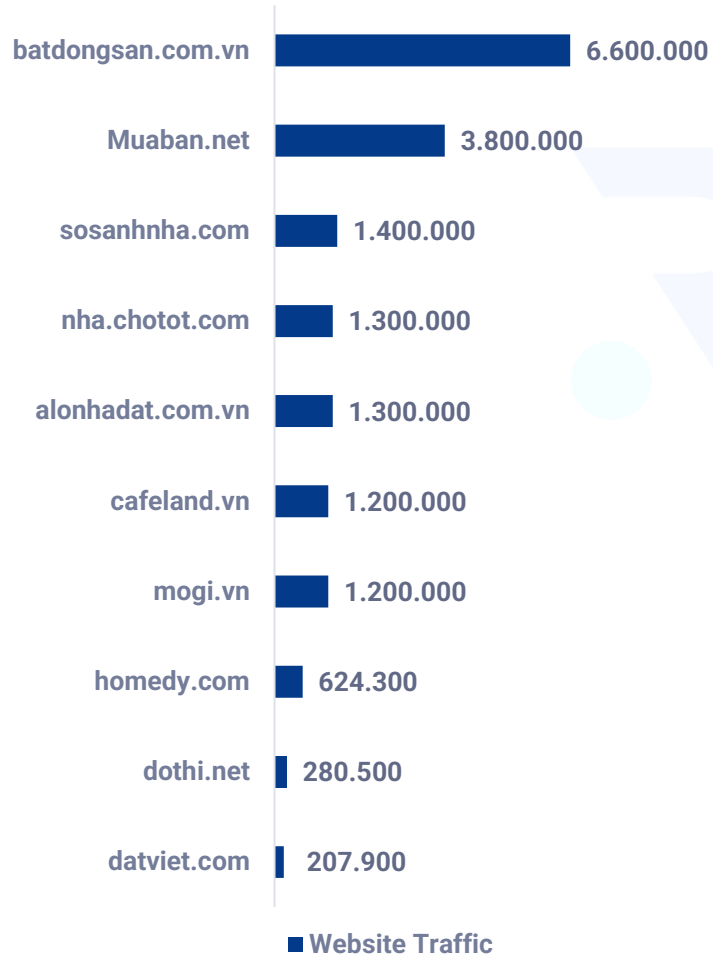 batdongsan.com.vn 6.600.000
Muaban.net 3.800.000
sosanhnha.com 1.400.000
nha.chotot.com 1.300.000
alonhadat.com.vn 1.300.000
cafeland.vn 1.200.000
mogi.vn 1.200.000
homedy.com 624.300
dothi.net 280.500
datviet.com 207.900
Website Traffic